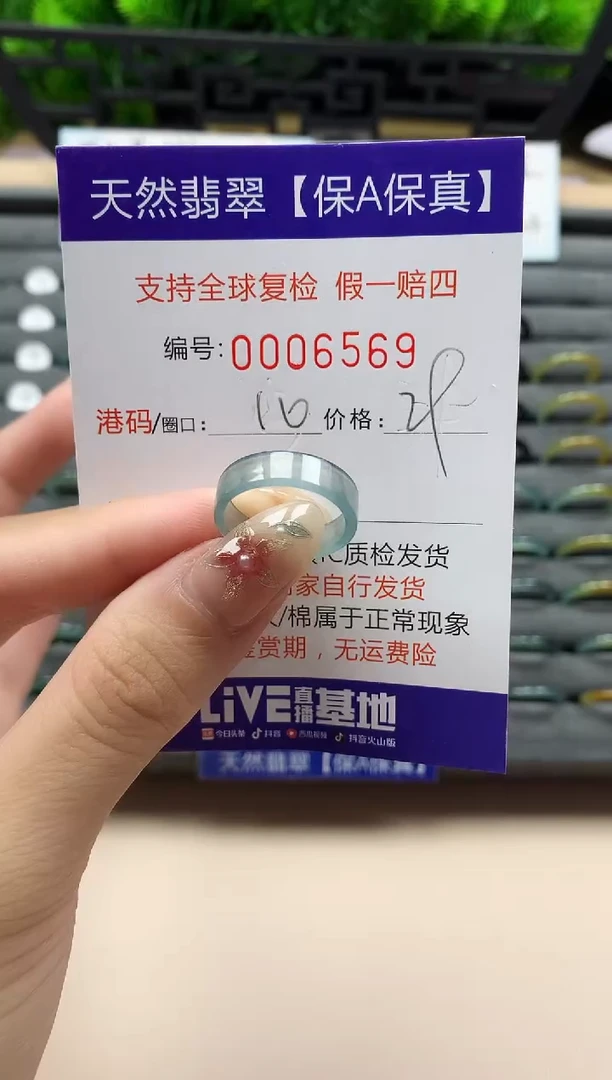 天然翡翠【保A保真】
支持全球复检 假一赔四
编号:0006569
港码/圈口: 10 价格:
质检发货
家自行发货
/棉属于正常现象
鉴赏期，无运费险
LiVE直播基地
今日头条 抖音 西瓜视频 抖音火山版
天然翡翠【保A保真】